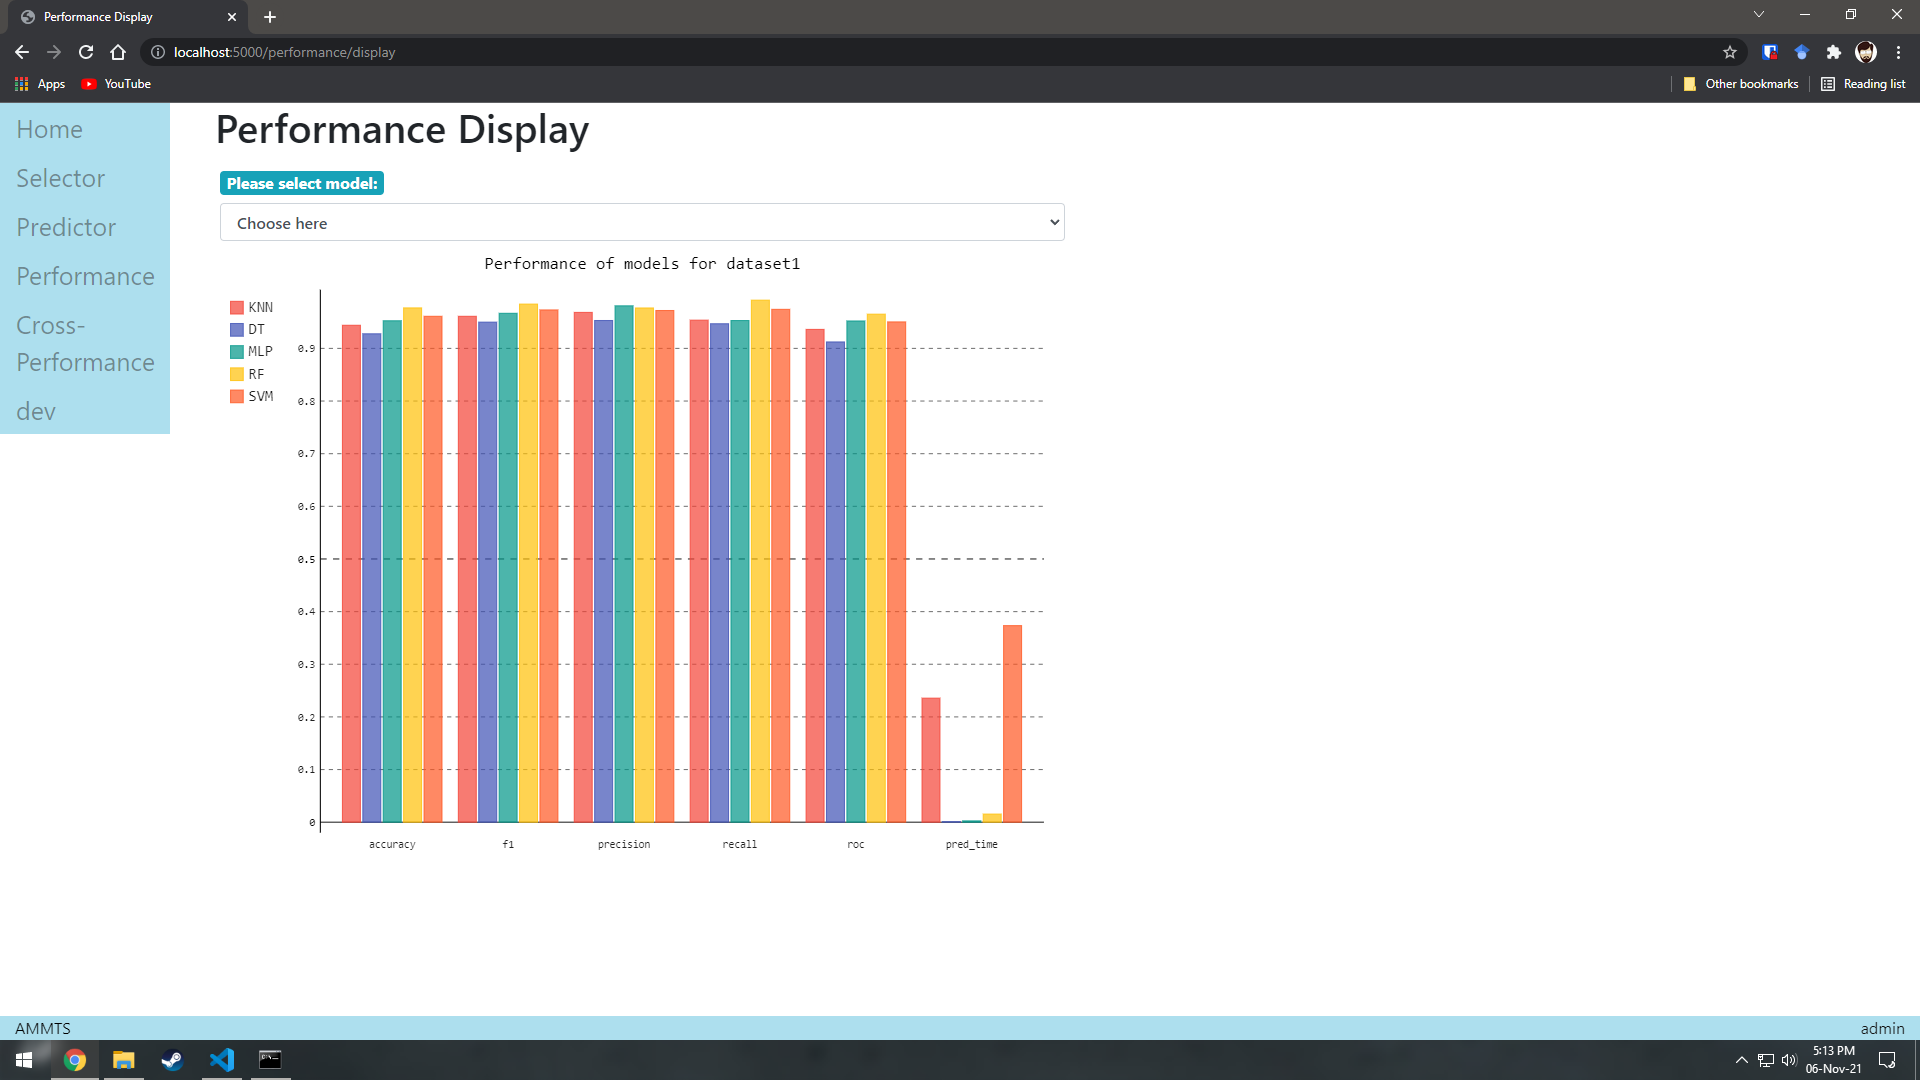 Performance Display
localhost:5000/performance/display
Apps
YouTube
Other bookmarks
Reading list
Home
Selector
Predictor
Performance
Cross-
Performance
dev
Performance Display
Please select model:
Choose here
Performance of models for dataset1
KNN
DT
MLP
RF
SVM
0.9
0.8
0.7
0.6
0.5
0.4
0.3
0.2
0.1
0
accuracy
f1
precision
recall
roc
pred_time
AMMTS
admin
5:13 PM
06-Nov-21